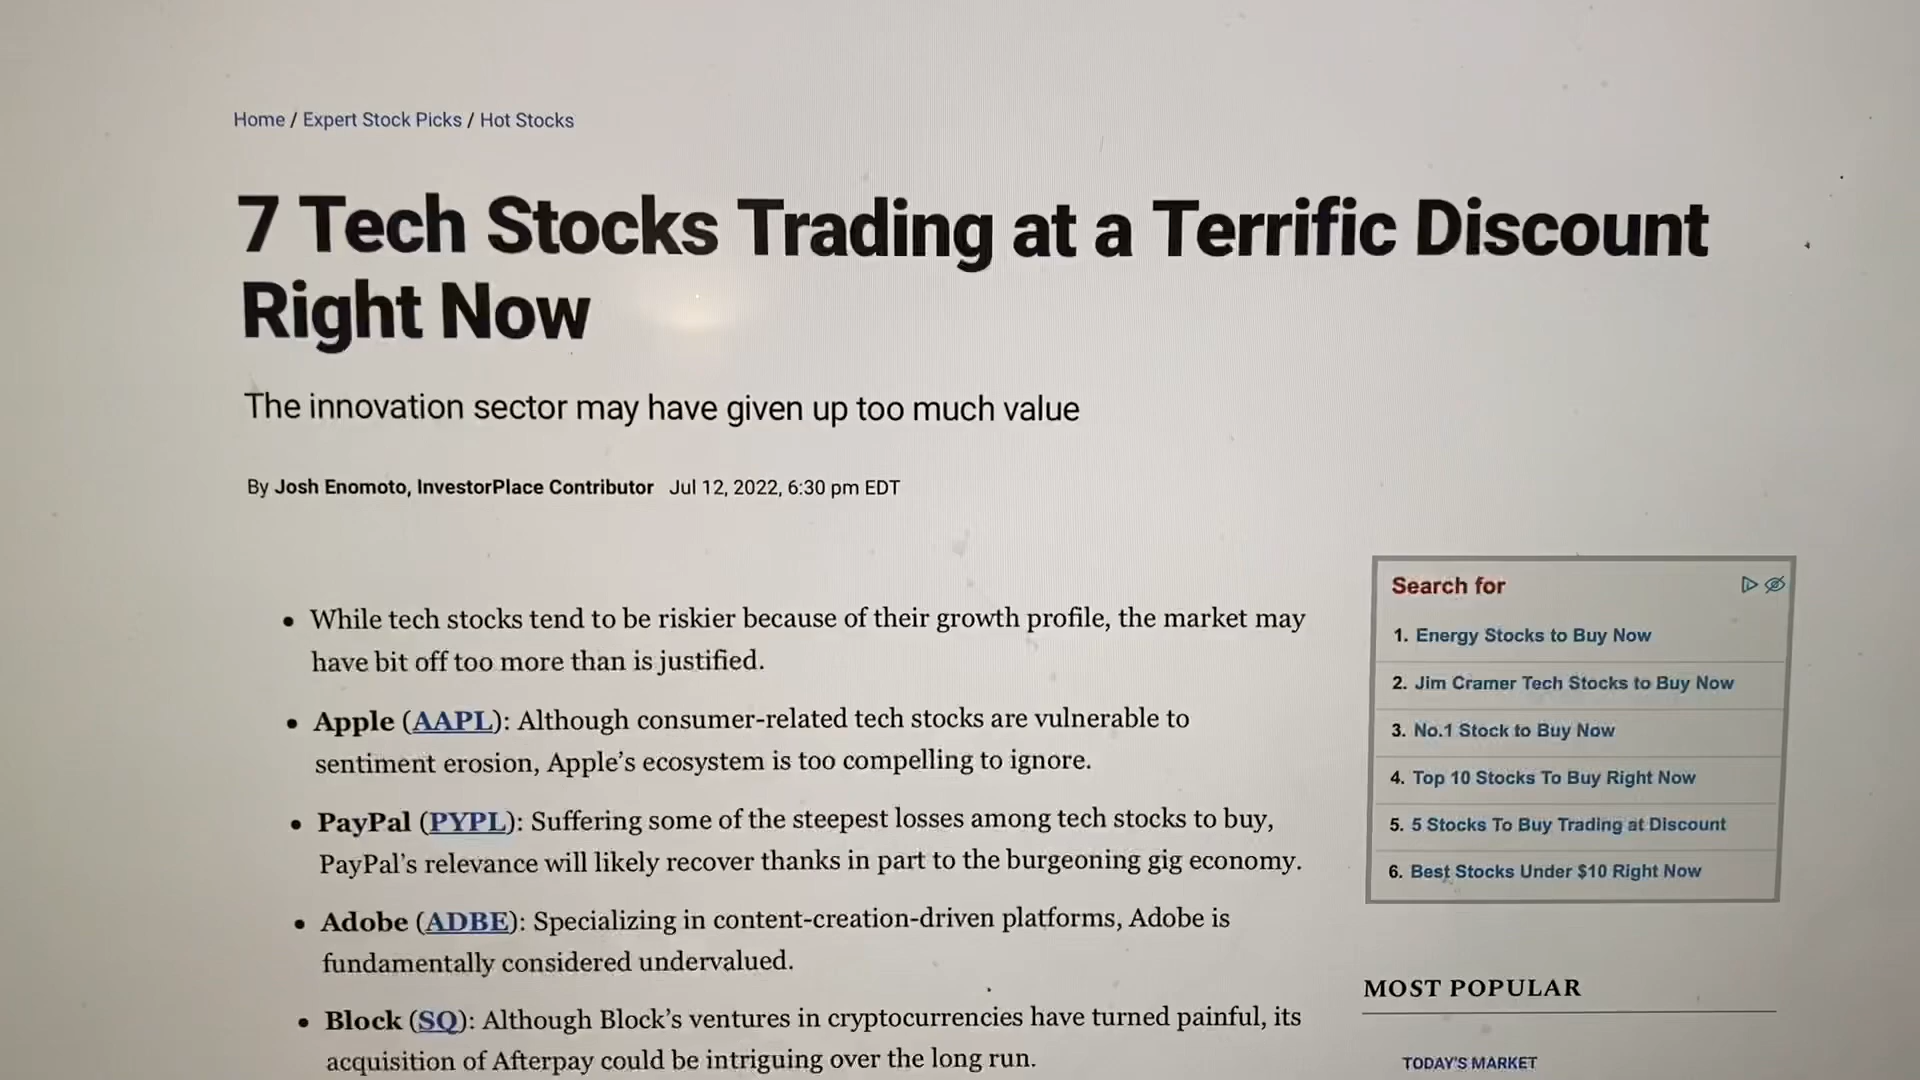 Home / Expert Stock Picks / Hot Stocks
7 Tech Stocks Trading at a Terrific Discount
Right Now
The innovation sector may have given up too much value
By Josh Enomoto, InvestorPlace Contributor Jul 12, 2022, 6:30 pm EDT
• While tech stocks tend to be riskier because of their growth profile, the market may
have bit off too more than is justified.
• Apple (AAPL): Although consumer-related tech stocks are vulnerable to
sentiment erosion, Apple’s ecosystem is too compelling to ignore.
• PayPal (PYPL): Suffering some of the steepest losses among tech stocks to buy,
PayPal’s relevance will likely recover thanks in part to the burgeoning gig economy.
• Adobe (ADBE): Specializing in content-creation-driven platforms, Adobe is
fundamentally considered undervalued.
• Block (SQ): Although Block’s ventures in cryptocurrencies have turned painful, its
acquisition of Afterpay could be intriguing over the long run.
Search for
1. Energy Stocks to Buy Now
2. Jim Cramer Tech Stocks to Buy Now
3. No.1 Stock to Buy Now
4. Top 10 Stocks To Buy Right Now
5. 5 Stocks To Buy Trading at Discount
6. Best Stocks Under $10 Right Now
MOST POPULAR
TODAY'S MARKET